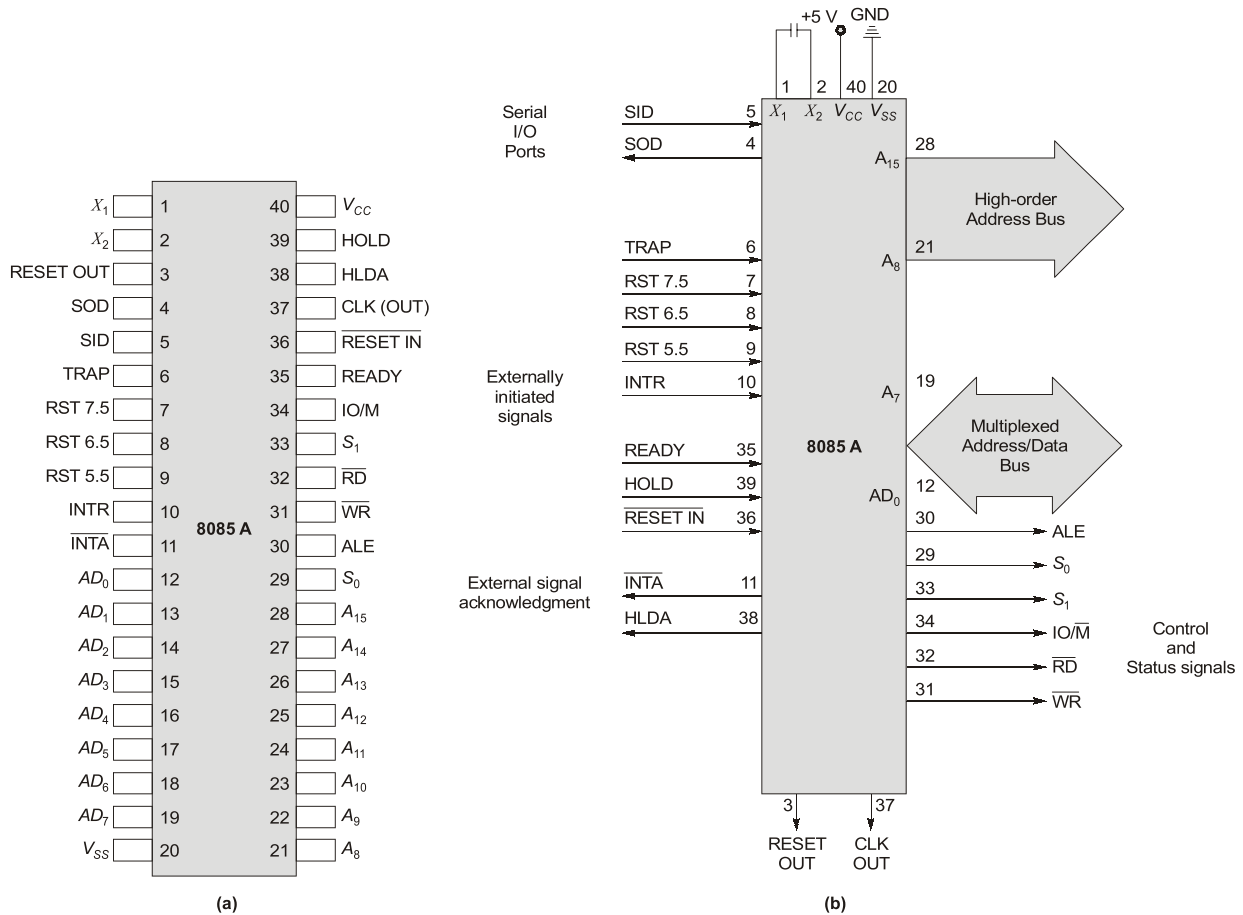 X1 1 40 VCC
X2 2 39 HOLD
RESET OUT 3 38 HLDA
SOD 4 37 CLK (OUT)
SID 5 36 RESET IN
TRAP 6 35 READY
RST 7.5 7 34 IO/M
RST 6.5 8 33 S1
RST 5.5 9 32 RD
INTR 10 31 WR
8085 A
INTA 11 30 ALE
AD0 12 29 S0
AD1 13 28 A15
AD2 14 27 A14
AD3 15 26 A13
AD4 16 25 A12
AD5 17 24 A11
AD6 18 23 A10
AD7 19 22 A9
VSS 20 21 A8
(a)
+5 V GND
1 2 40 20
X1 X2 VCC VSS
Serial
I/O
Ports
SID 5
SOD 4
A15 28
High-order
Address Bus
A8 21
TRAP 6
RST 7.5 7
RST 6.5 8
RST 5.5 9
INTR 10
Externally
initiated
signals
READY 35
HOLD 39
RESET IN 36
8085 A
A7 19
Multiplexed
Address/Data
Bus
AD0 12
External signal
acknowledgment
INTA 11
HLDA 38
30 ALE
29 S0
33 S1
34 IO/M
32 RD
31 WR
Control
and
Status signals
3 37
RESET
OUT
CLK
OUT
(b)